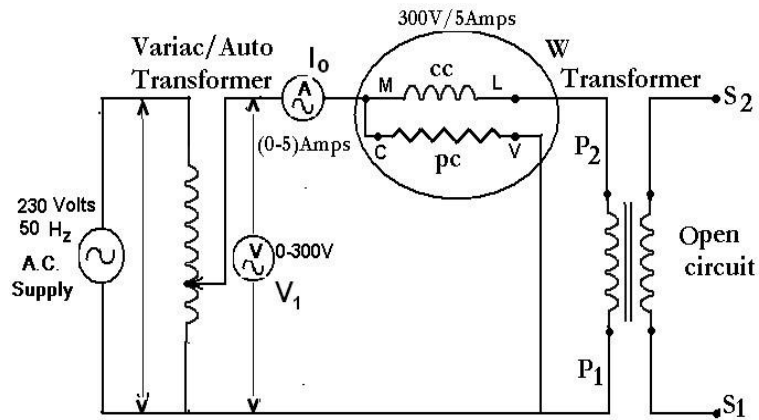 300V/5Amps
Variac/Auto
Transformer
Io
W
A
M
cc
L
Transformer
S2
(0-5)Amps
C
pc
V
P2
230 Volts
50 Hz
A.C.
Supply
V
0-300V
V1
Open
circuit
P1
S1